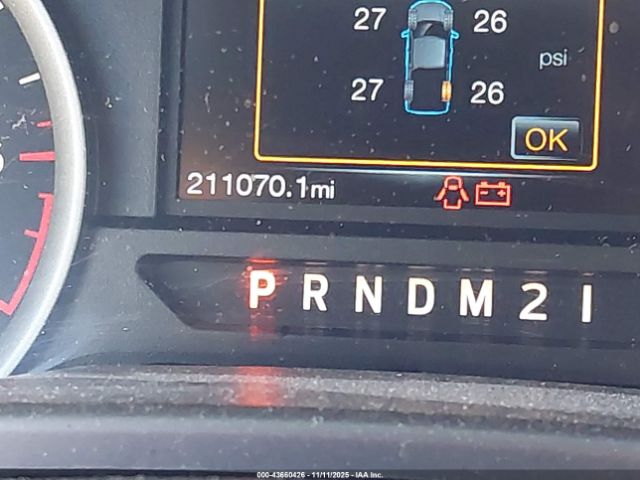 27 26
psi
27 26
OK
211070.1mi
P R N D M 2 1
000-43660426 - 11/11/2025 - IAA Inc.